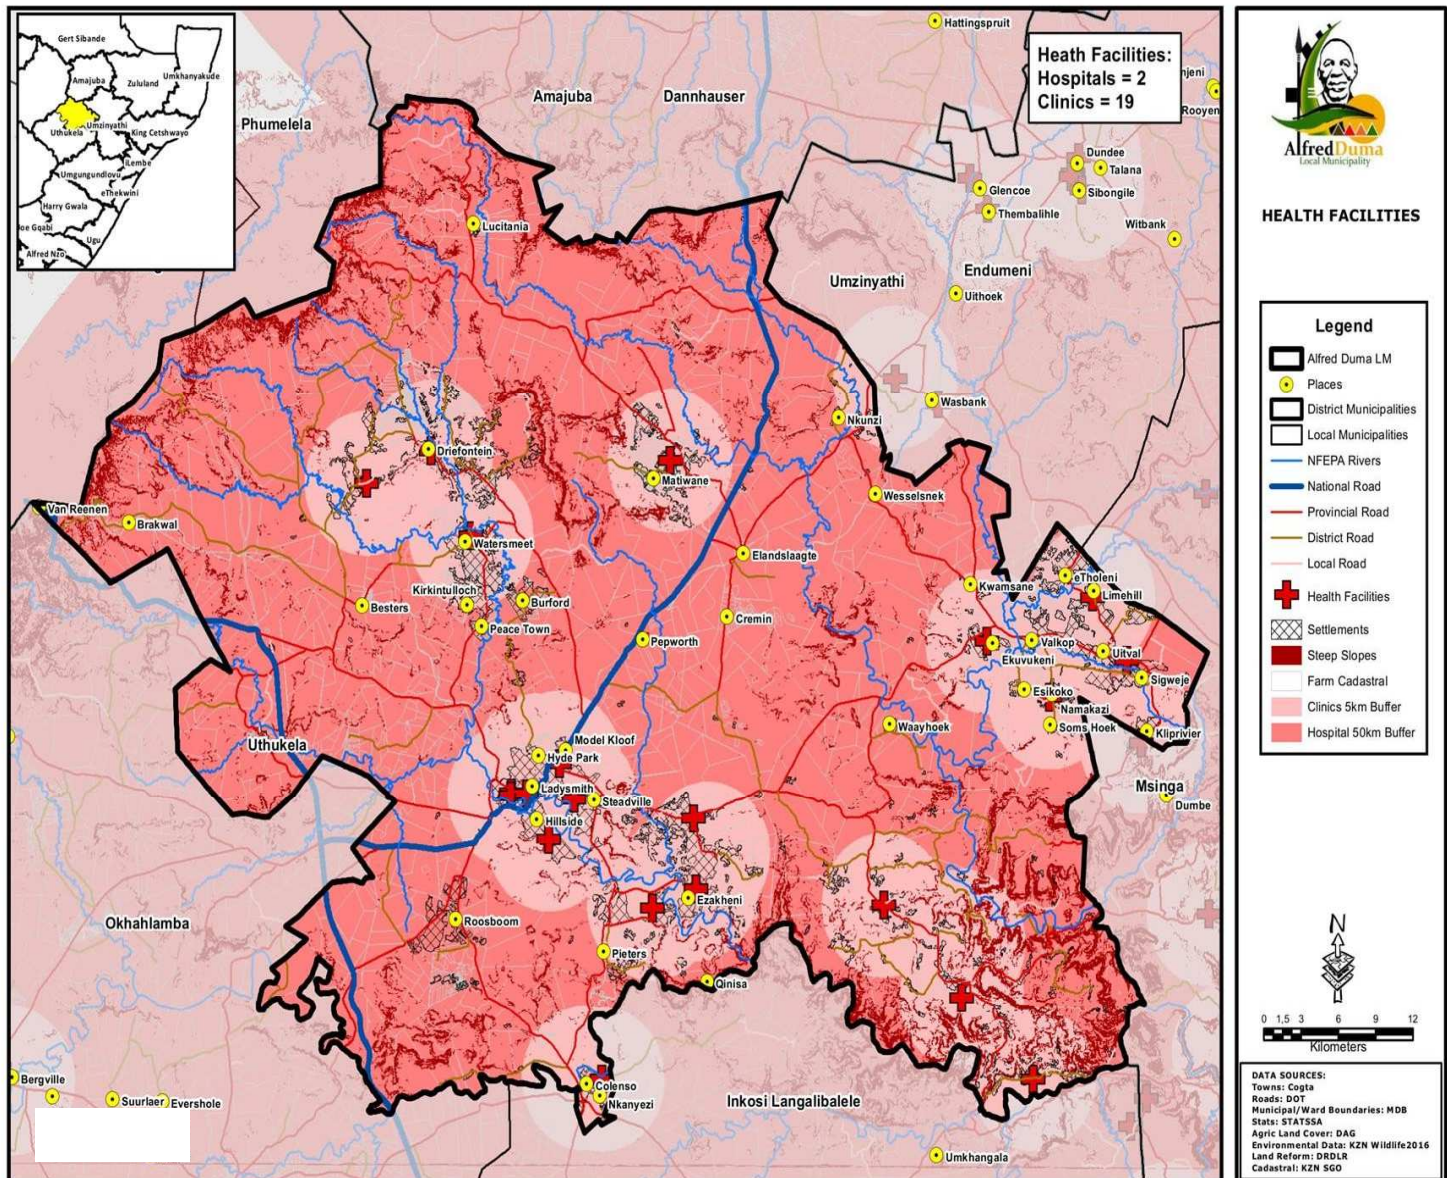 Gert Sibande
Amajuba
Zululand
Umkhanyakude
Uthukela
Umzinyathi
King Cetshwayo
iLembe
Umgungundlovu
eThekwini
Harry Gwala
Joe Gqabi
Ugu
Alfred Nzo
Heath Facilities:
Hospitals = 2
Clinics = 19
Hattingspruit
Amajuba
Dannhauser
Phumelela
njeni
Rooyen
Dundee
Talana
Glencoe
Sibongile
Thembalihle
Witbank
Lucitania
Umzinyathi
Endumeni
Uithoek
Wasbank
Nkunzi
Driefontein
Matiwane
Wesselsnek
Van Reenen
Brakwal
Watersmeet
Elandslaagte
eTholeni
Kwamsane
Limehill
Kirkintulloch
Burford
Besters
Cremin
Peace Town
Pepworth
Valkop
Uitval
Ekuvukeni
Sigweje
Esikoko
Namakazi
Waayhoek
Soms Hoek
Kliprivier
Uthukela
Model Kloof
Hyde Park
Ladysmith
Steadville
Msinga
Dumbe
Hillside
Ezakheni
Okhahlamba
Roosboom
Pieters
Qinisa
Bergville
Colenso
Nkanyezi
Suurlaer
Evershole
Inkosi Langalibalele
Umkhangala
AlfredDuma
Local Municipality
HEALTH FACILITIES
Legend
Alfred Duma LM
Places
District Municipalities
Local Municipalities
NFEPA Rivers
National Road
Provincial Road
District Road
Local Road
Health Facilities
Settlements
Steep Slopes
Farm Cadastral
Clinics 5km Buffer
Hospital 50km Buffer
N
0 1,5 3 6 9 12
Kilometers
DATA SOURCES:
Towns: Cogta
Roads: DOT
Municipal/Ward Boundaries: MDB
Stats: STATSSA
Agric Land Cover: DAG
Environmental Data: KZN Wildlife2016
Land Reform: DRDLR
Cadastral: KZN SGO